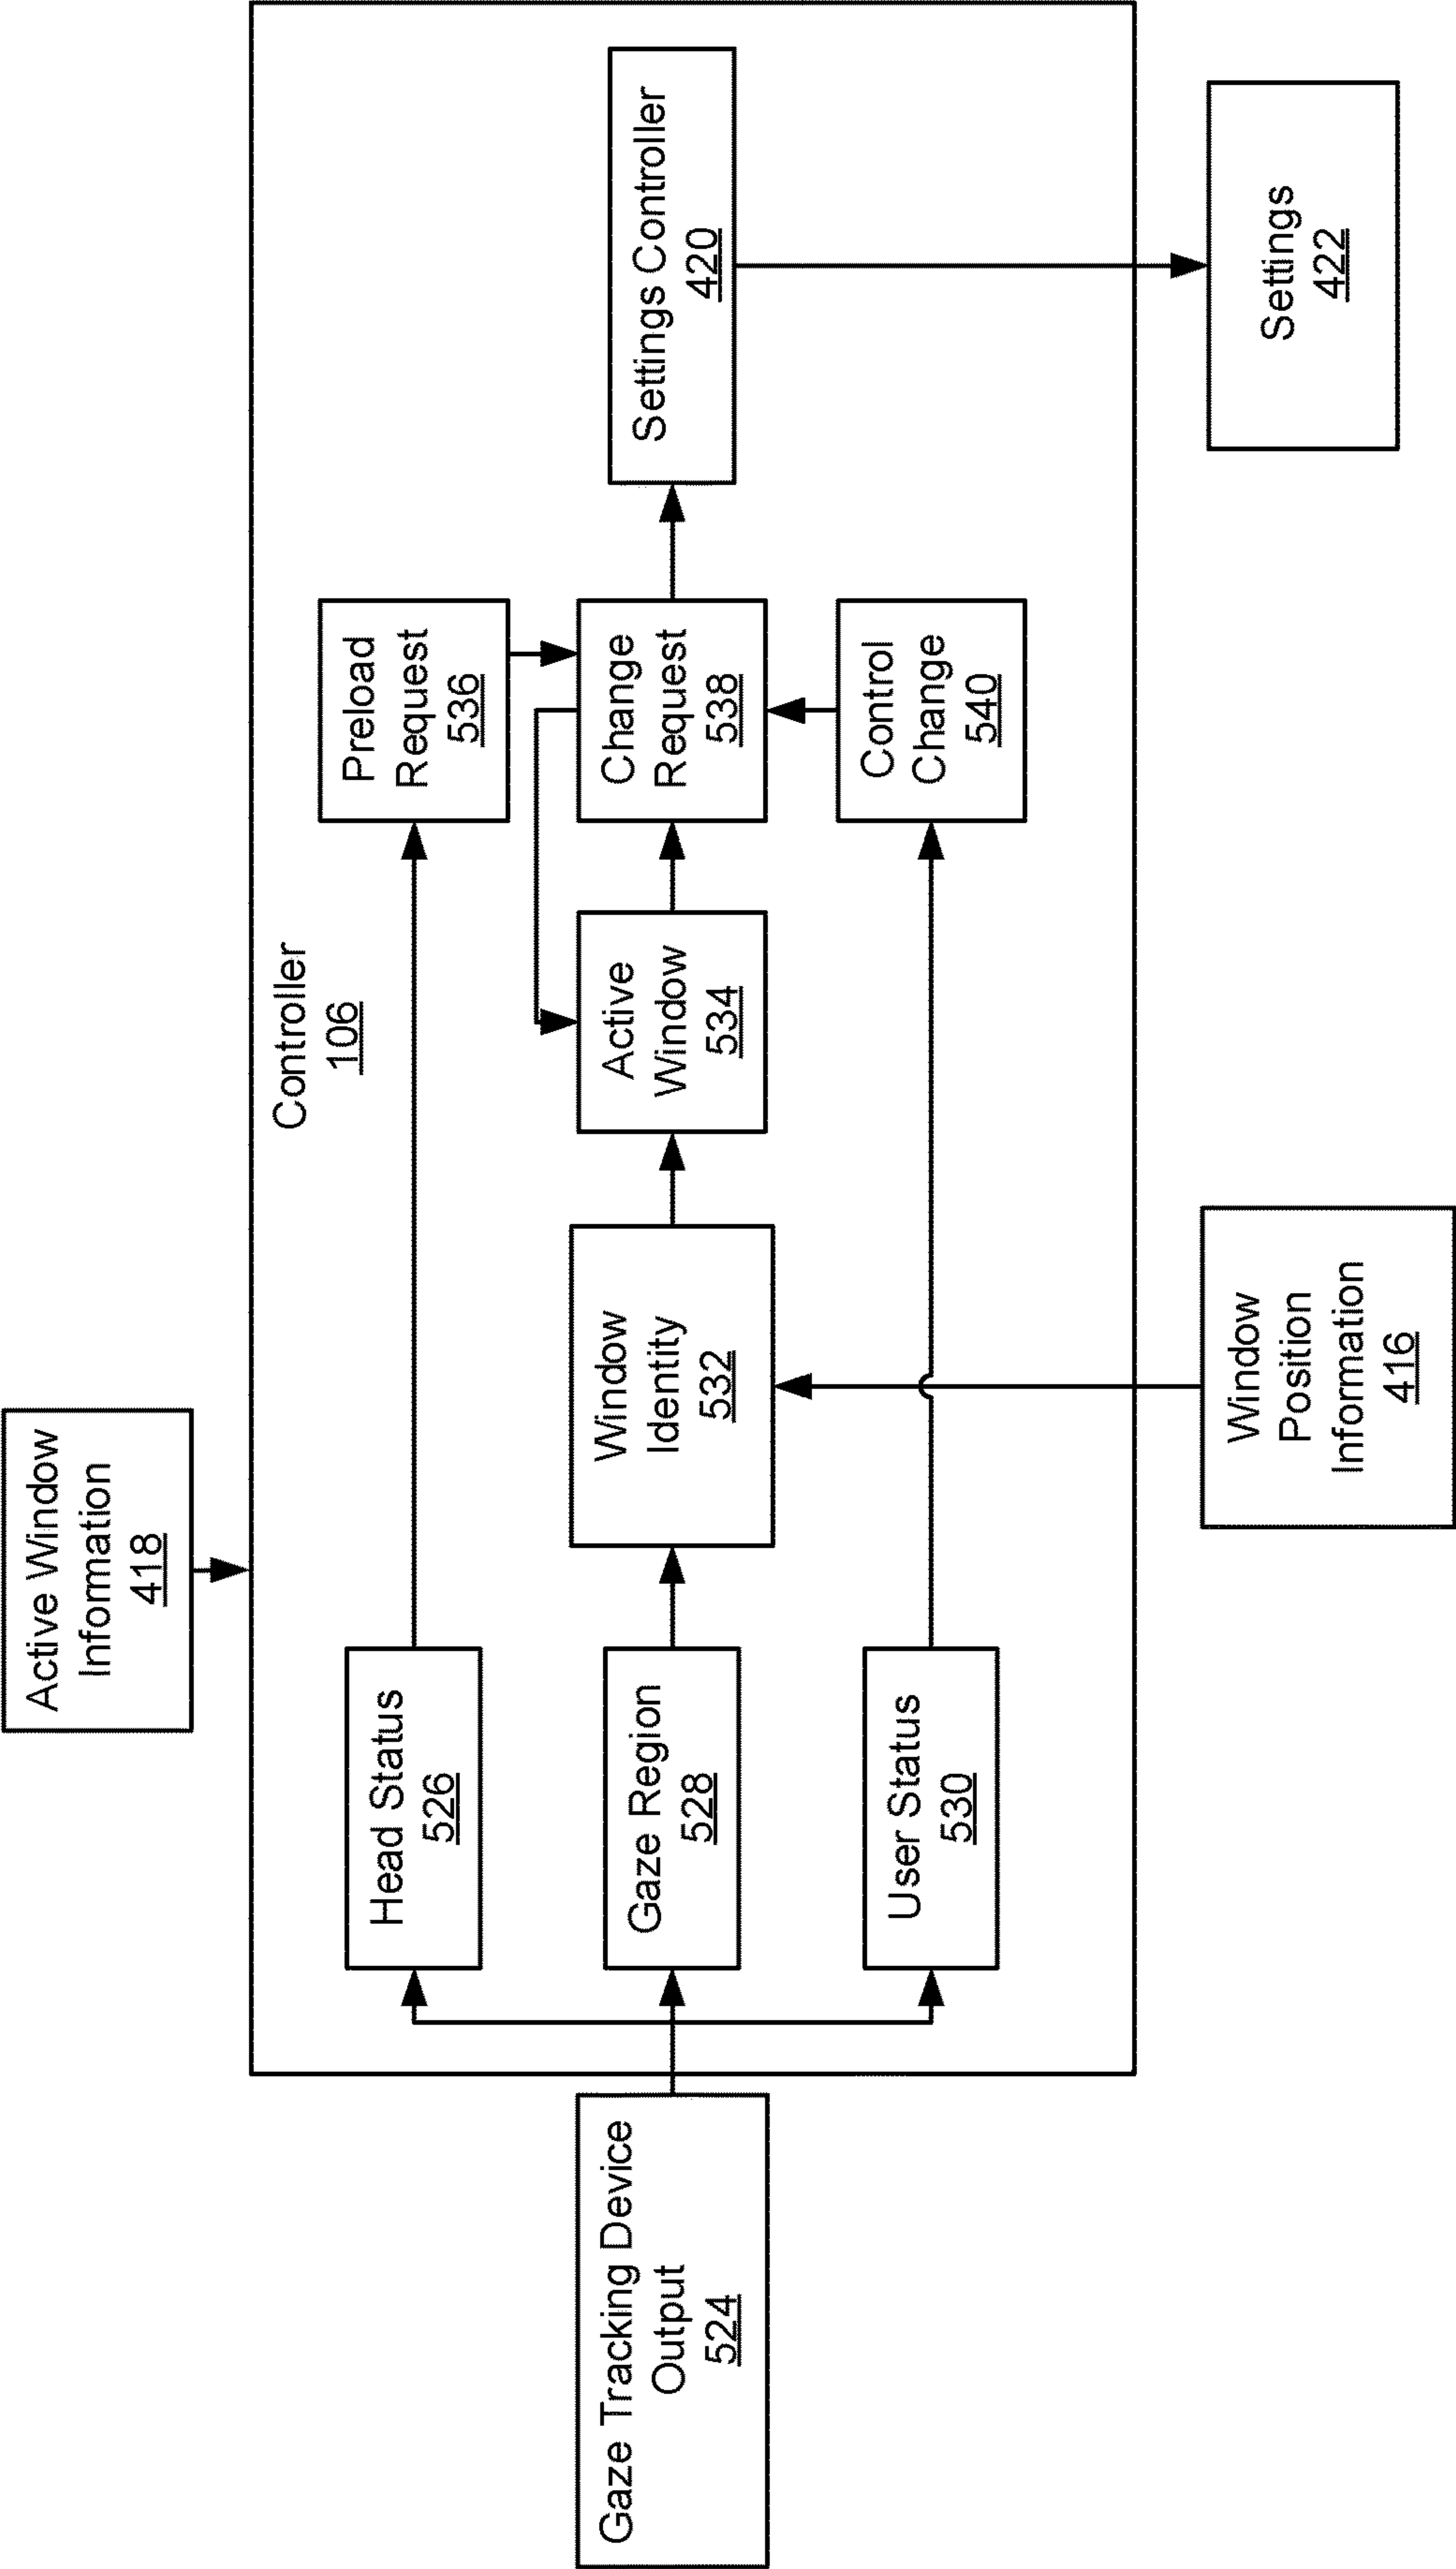 Active Window
Information
418
Controller
106
Gaze Tracking Device
Output
524
Head Status
526
Gaze Region
528
User Status
530
Window
Identity
532
Active
Window
534
Preload
Request
536
Change
Request
538
Control
Change
540
Settings Controller
420
Window
Position
Information
416
Settings
422